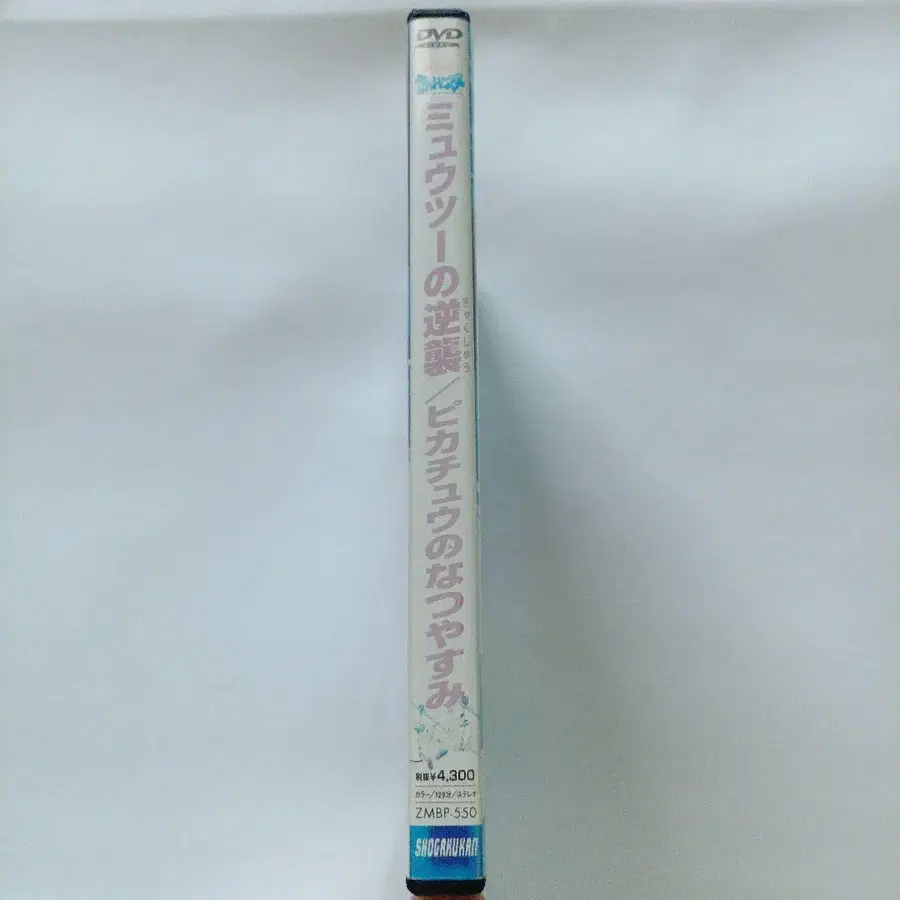 DVD
VIDEO
ミュウツーの逆襲/ピカチュウのなつやすみ
ぎゃくしゅう
税抜¥4,300
カラー/129分/ステレオ
ZMBP-550
SHOGAKUKAN